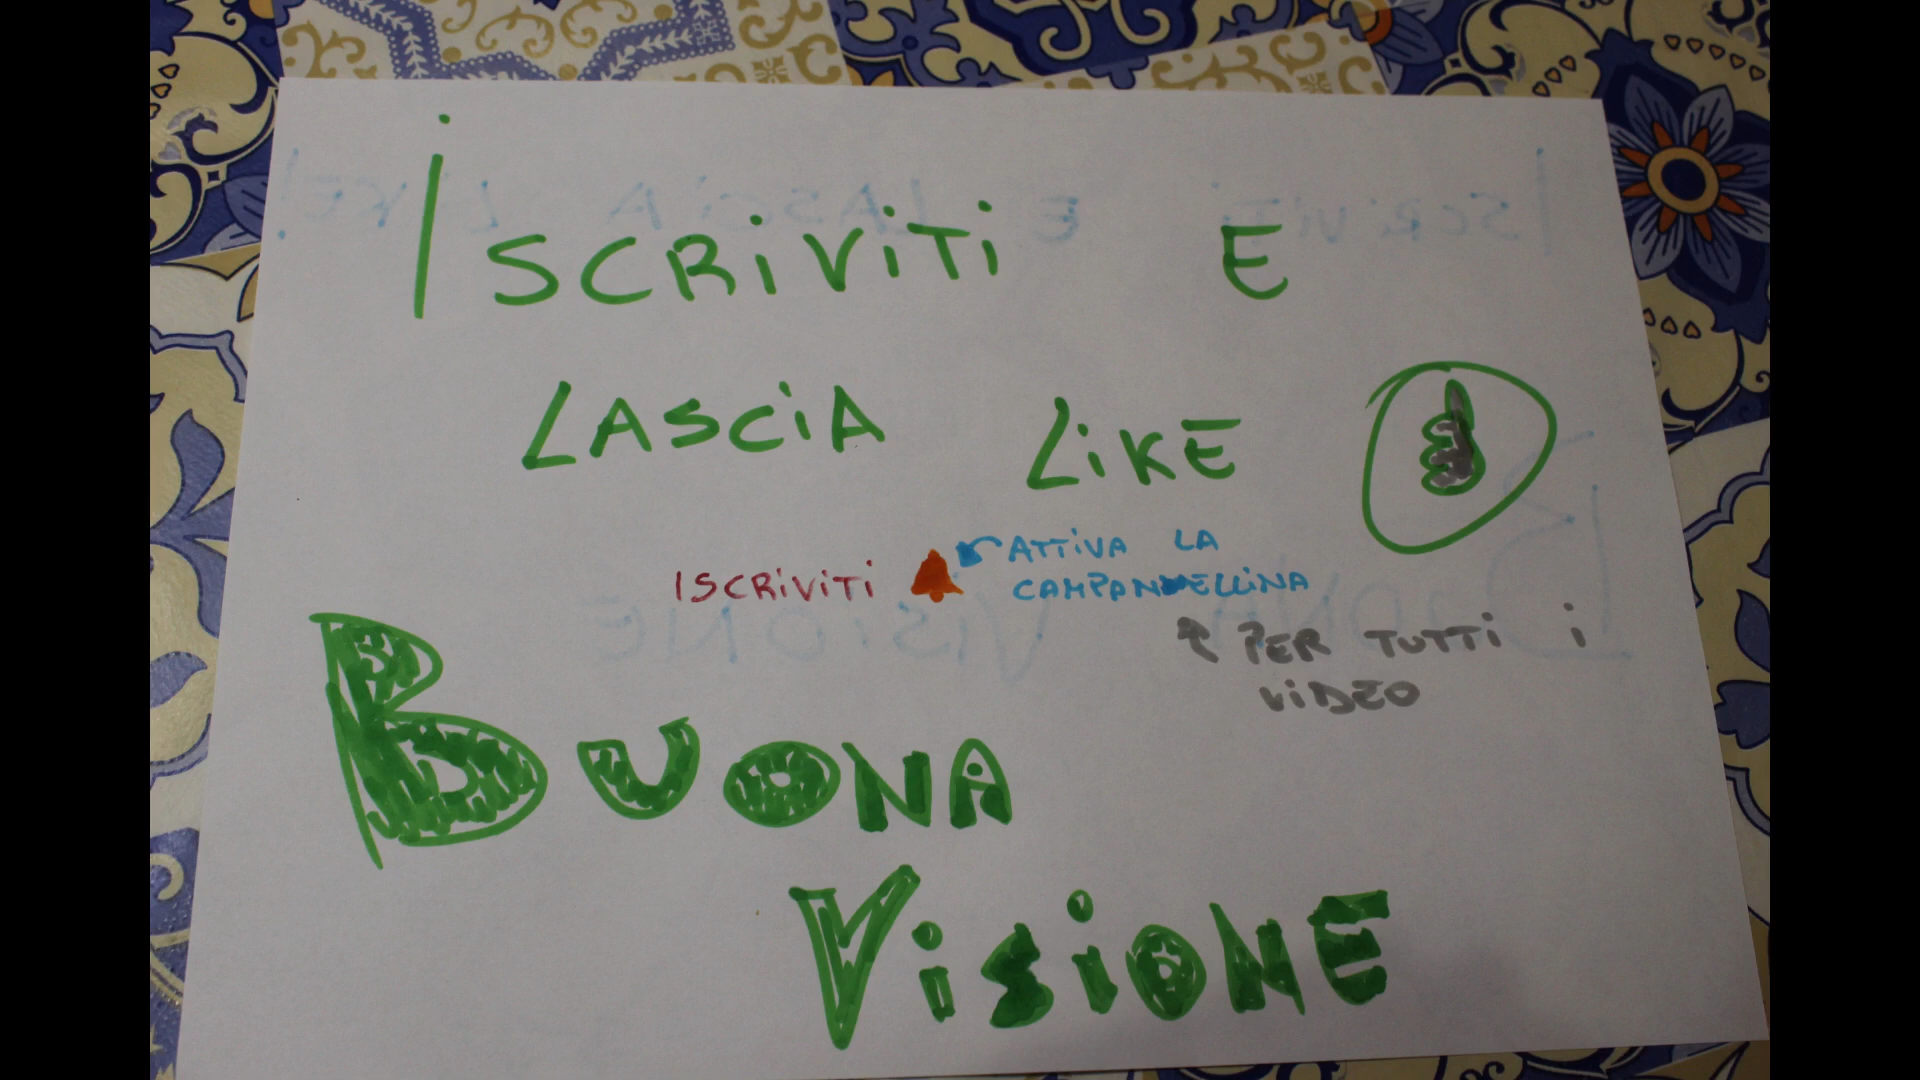 ISCRIVITI E
LASCIA LIKE
ISCRIVITI
ATTIVA LA
CAMPANELLINA
PER TUTTI I
VIDEO
BUONA
VISIONE